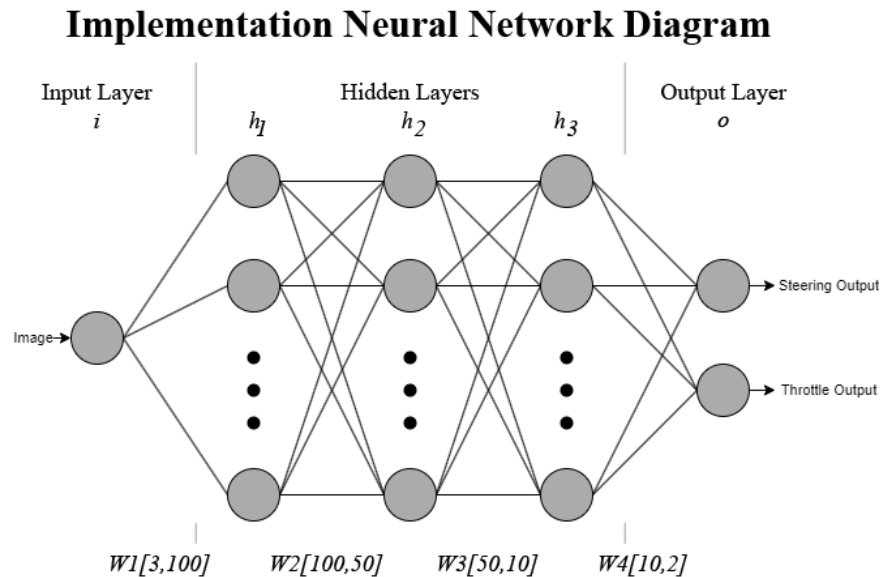 Implementation Neural Network Diagram
Input Layer
Hidden Layers
Output Layer
i
h1
h2
h3
o
Image
Steering Output
Throttle Output
W1[3,100]
W2[100,50]
W3[50,10]
W4[10,2]